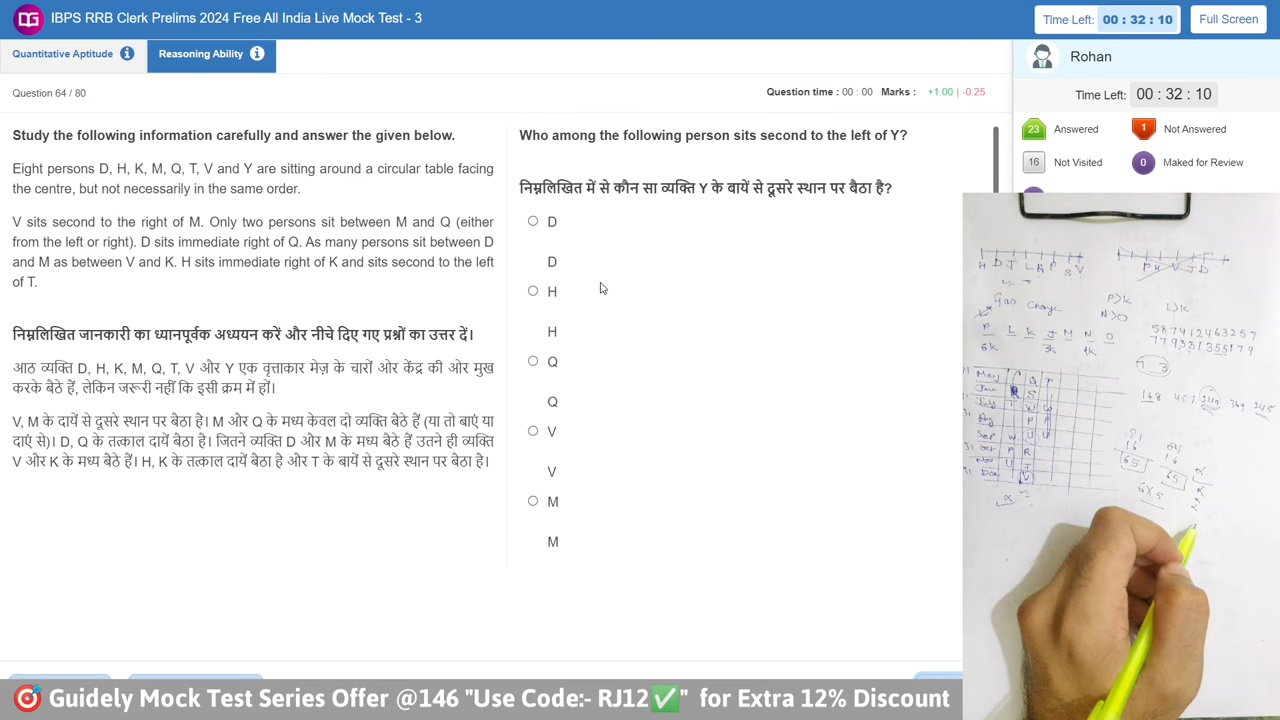 IBPS RRB Clerk Prelims 2024 Free All India Live Mock Test - 3
Time Left: 00 : 32 : 10
Full Screen
Quantitative Aptitude
Reasoning Ability
Rohan
Time Left: 00 : 32 : 10
Question 64 / 80
Question time : 00 : 00 Marks : +1.00 | -0.25
23 Answered
1 Not Answered
16 Not Visited
0 Maked for Review
Study the following information carefully and answer the given below.
Eight persons D, H, K, M, Q, T, V and Y are sitting around a circular table facing
the centre, but not necessarily in the same order.
V sits second to the right of M. Only two persons sit between M and Q (either
from the left or right). D sits immediate right of Q. As many persons sit between D
and M as between V and K. H sits immediate right of K and sits second to the left
of T.
निम्नलिखित जानकारी का ध्यानपूर्वक अध्ययन करें और नीचे दिए गए प्रश्नों का उत्तर दें।
आठ व्यक्ति D, H, K, M, Q, T, V और Y एक वृत्ताकार मेज़ के चारों ओर केंद्र की ओर मुख
करके बैठे हैं, लेकिन जरूरी नहीं कि इसी क्रम में हों।
V, M के दायें से दूसरे स्थान पर बैठा है। M और Q के मध्य केवल दो व्यक्ति बैठे हैं (या तो बाएं या
दाएं से)। D, Q के तत्काल दायें बैठा है। जितने व्यक्ति D और M के मध्य बैठे हैं उतने ही व्यक्ति
V और K के मध्य बैठे हैं। H, K के तत्काल दायें बैठा है और T के बायें से दूसरे स्थान पर बैठा है।
Who among the following person sits second to the left of Y?
निम्नलिखित में से कौन सा व्यक्ति Y के बायें से दूसरे स्थान पर बैठा है?
D
D
H
H
Q
Q
V
V
M
M
Gao change
P>K
N>O
L>K
587412463257
168 457 249 769 245
🎯 Guidely Mock Test Series Offer @146 "Use Code:- RJ12✅" for Extra 12% Discount